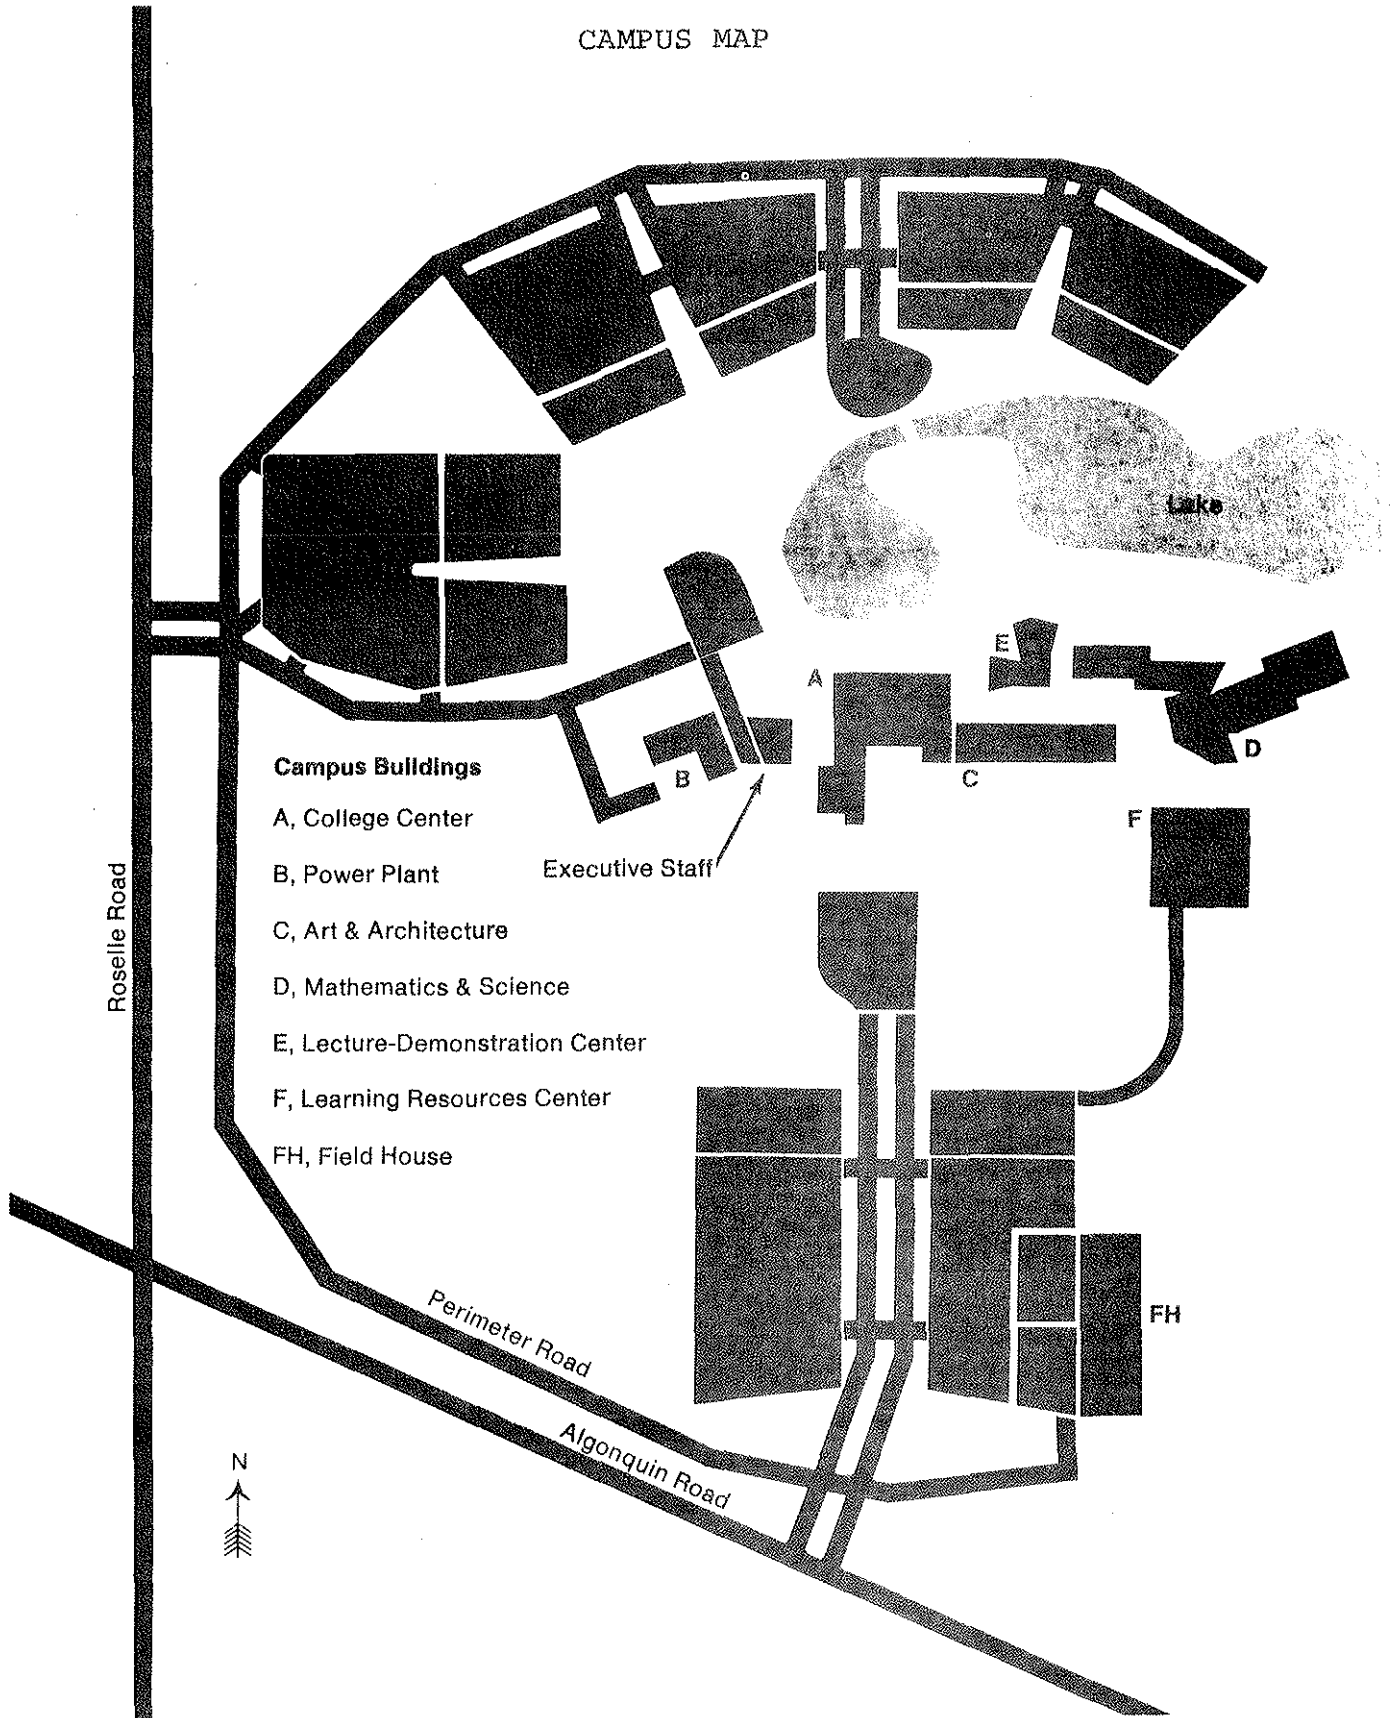 CAMPUS MAP
Lake
E
A
D
Campus Buildings
B
C
A, College Center
F
Executive Staff
B, Power Plant
C, Art & Architecture
Roselle Road
D, Mathematics & Science
E, Lecture-Demonstration Center
F, Learning Resources Center
FH, Field House
Perimeter Road
FH
Algonquin Road
N